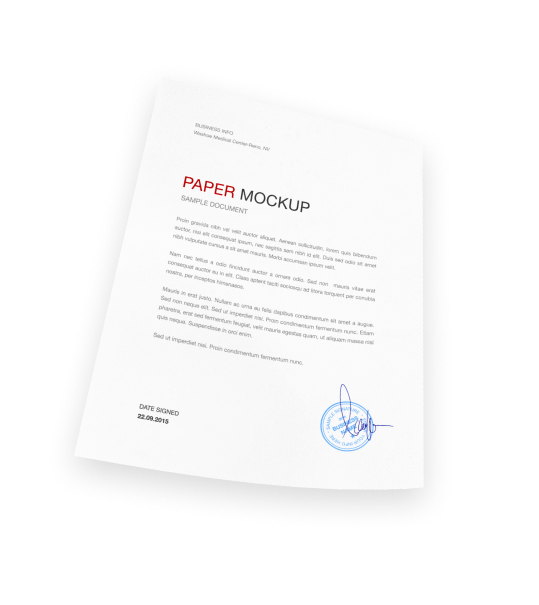 BUSINESS INFO
Westlae Medical Center-Reno, NV
PAPER MOCKUP
SAMPLE DOCUMENT
Proin gravida nibh vel velit auctor aliquet. Aenean sollicitudin, lorem quis bibendum
auctor, nisi elit consequat ipsum, nec sagittis sem nibh id elit. Duis sed odio sit amet
nibh vulputate cursus a sit amet mauris. Morbi accumsan ipsum velit.
Nam nec tellus a odio tincidunt auctor a ornare odio. Sed non mauris vitae erat
consequat auctor eu in elit. Class aptent taciti sociosqu ad litora torquent per conubia
nostra, per inceptos himenaeos.
Mauris in erat justo. Nullam ac urna eu felis dapibus condimentum sit amet a augue.
Sed non neque elit. Sed ut imperdiet nisi. Proin condimentum fermentum nunc. Etiam
pharetra, erat sed fermentum feugiat, velit mauris egestas quam, ut aliquam massa nisl
quis neque. Suspendisse in orci enim.
Sed ut imperdiet nisi. Proin condimentum fermentum nunc.
DATE SIGNED
22.09.2015
SAMPLE SIGNATURE
BUSINESS
NAME